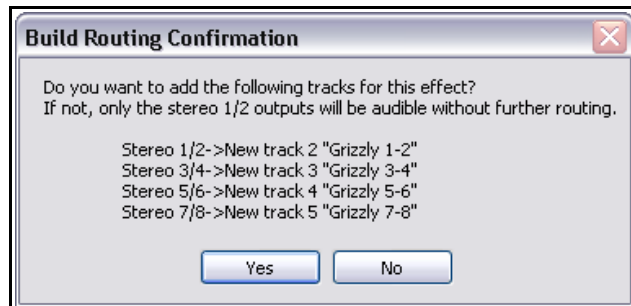 Build Routing Confirmation
Do you want to add the following tracks for this effect?
If not, only the stereo 1/2 outputs will be audible without further routing.
Stereo 1/2->New track 2 "Grizzly 1-2"
Stereo 3/4->New track 3 "Grizzly 3-4"
Stereo 5/6->New track 4 "Grizzly 5-6"
Stereo 7/8->New track 5 "Grizzly 7-8"
Yes
No